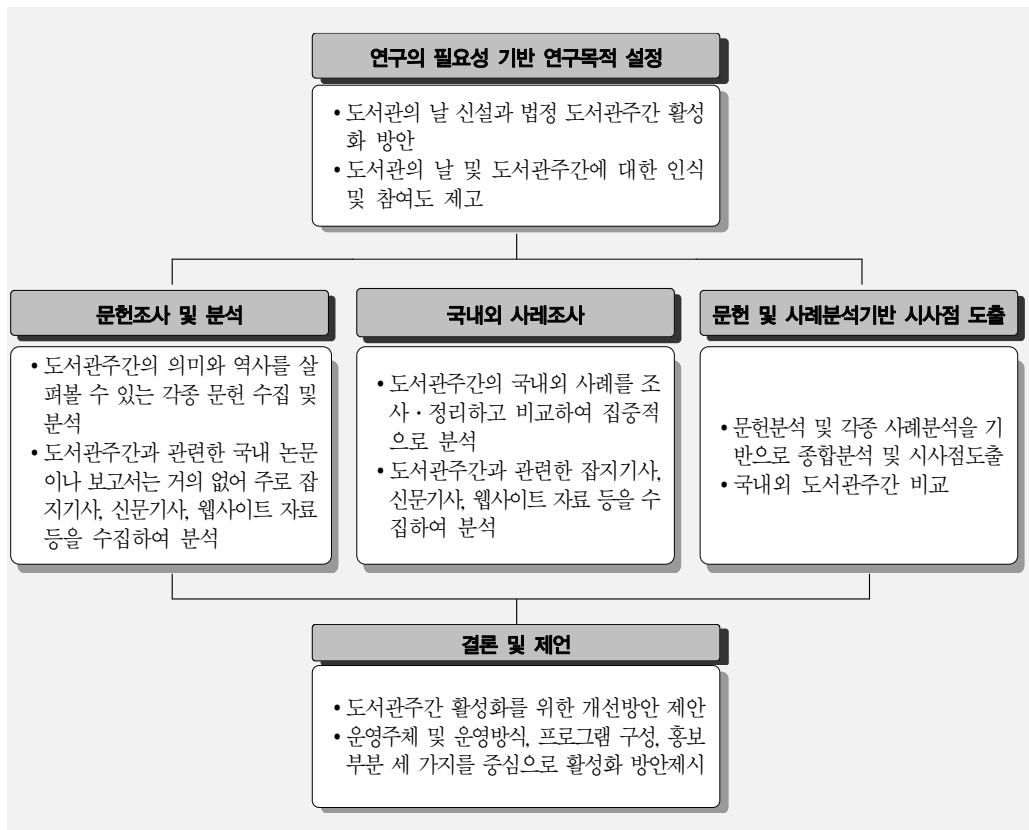 연구의 필요성 기반 연구목적 설정
• 도서관의 날 신설과 법정 도서관주간 활성
화 방안
• 도서관의 날 및 도서관주간에 대한 인식
및 참여도 제고
문헌조사 및 분석
• 도서관주간의 의미와 역사를 살
펴볼 수 있는 각종 문헌 수집 및
분석
• 도서관주간과 관련한 국내 논문
이나 보고서는 거의 없어 주로 잡
지기사, 신문기사, 웹사이트 자료
등을 수집하여 분석
국내외 사례조사
• 도서관주간의 국내외 사례를 조
사·정리하고 비교하여 집중적
으로 분석
• 도서관주간과 관련한 잡지기사,
신문기사, 웹사이트 자료 등을 수
집하여 분석
문헌 및 사례분석기반 시사점 도출
• 문헌분석 및 각종 사례분석을 기
반으로 종합분석 및 시사점도출
• 국내외 도서관주간 비교
결론 및 제언
• 도서관주간 활성화를 위한 개선방안 제안
• 운영주체 및 운영방식, 프로그램 구성, 홍보
부분 세 가지를 중심으로 활성화 방안제시